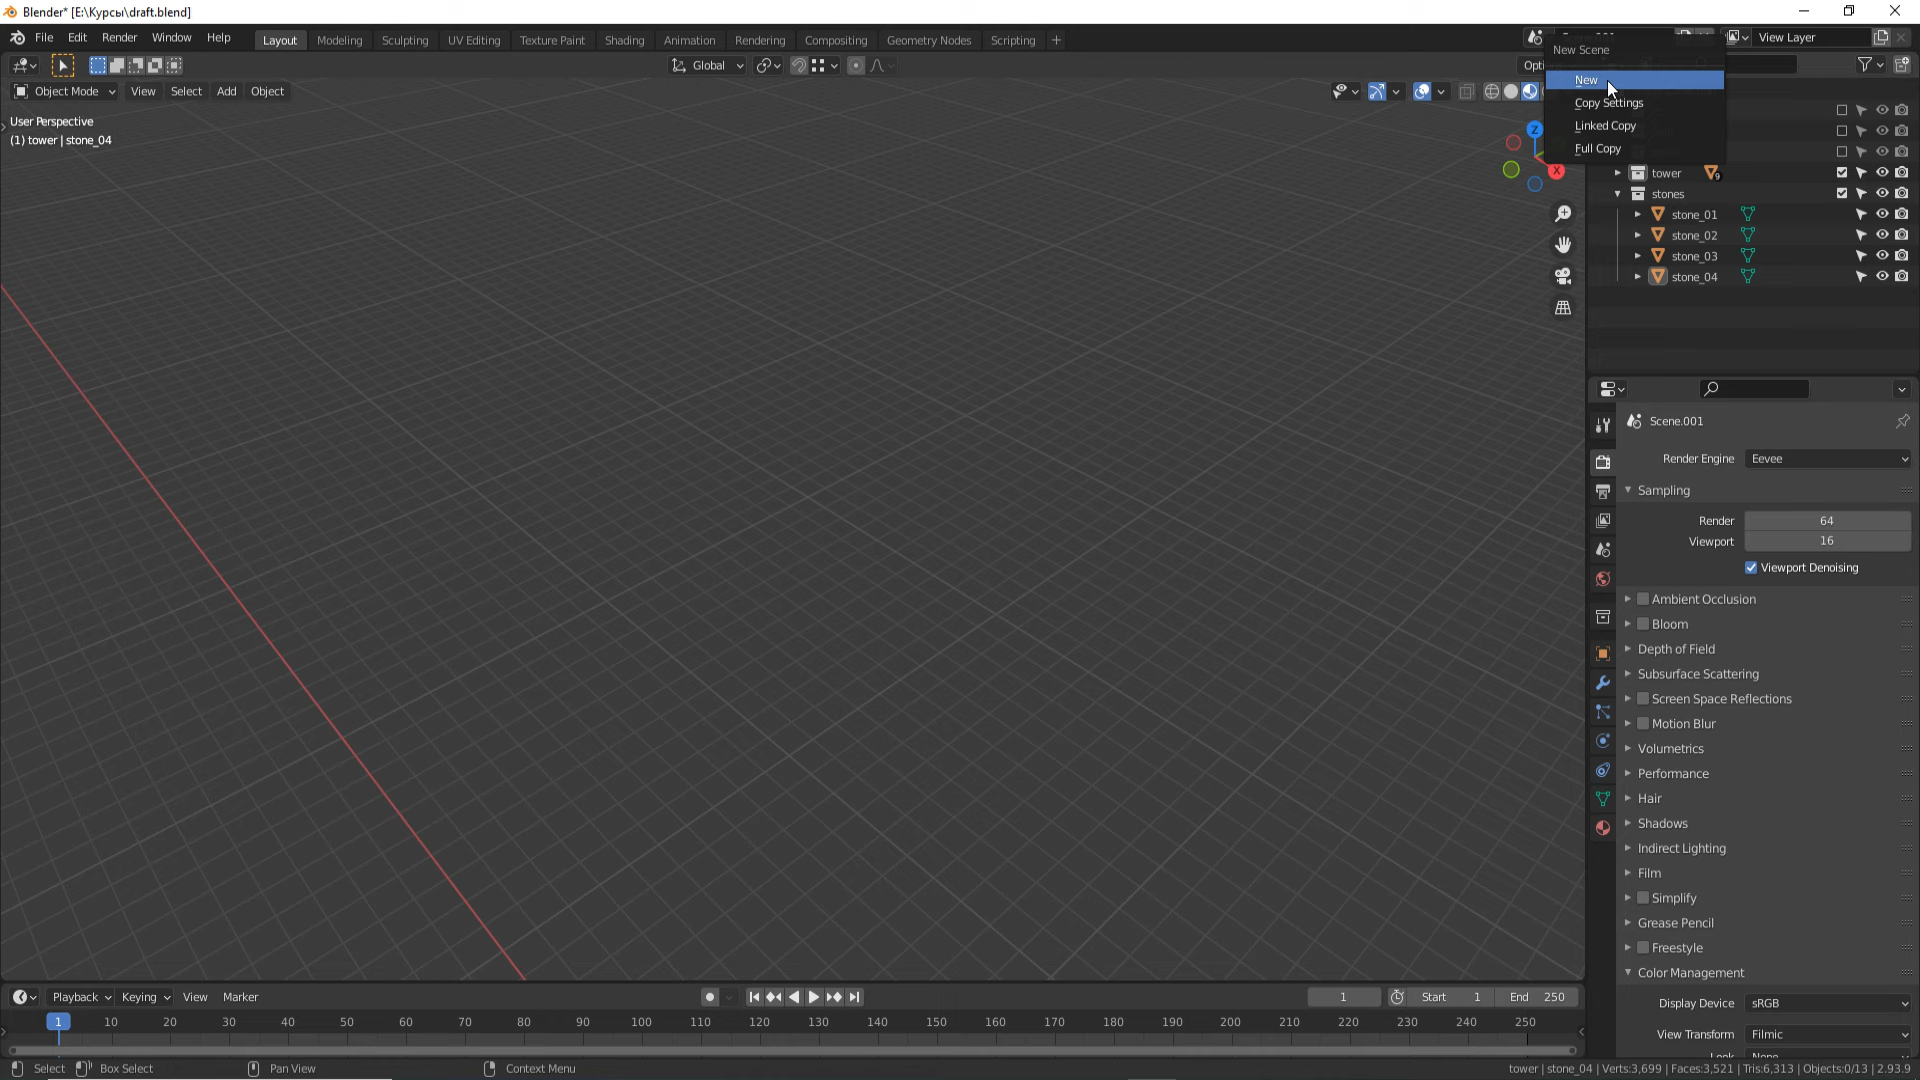 Blender* [E:\Курсы\draft.blend]
File Edit Render Window Help Layout Modeling Sculpting UV Editing Texture Paint Shading Animation Rendering Compositing Geometry Nodes Scripting + View Layer
New Scene
Global
New
Object Mode View Select Add Object
Copy Settings
User Perspective
Linked Copy
(1) tower | stone_04
Full Copy
Z
X
tower 9
stones
stone_01
stone_02
stone_03
stone_04
Scene.001
Render Engine Eevee
Sampling
Render 64
Viewport 16
Viewport Denoising
Ambient Occlusion
Bloom
Depth of Field
Subsurface Scattering
Screen Space Reflections
Motion Blur
Volumetrics
Performance
Hair
Shadows
Indirect Lighting
Film
Simplify
Grease Pencil
Freestyle
Color Management
Display Device sRGB
View Transform Filmic
Playback Keying View Marker 1 Start 1 End 250
1 10 20 30 40 50 60 70 80 90 100 110 120 130 140 150 160 170 180 190 200 210 220 230 240 250
Select Box Select Pan View Context Menu tower | stone_04 | Verts:3,699 | Faces:3,521 | Tris:6,313 | Objects:0/13 | 2.93.9